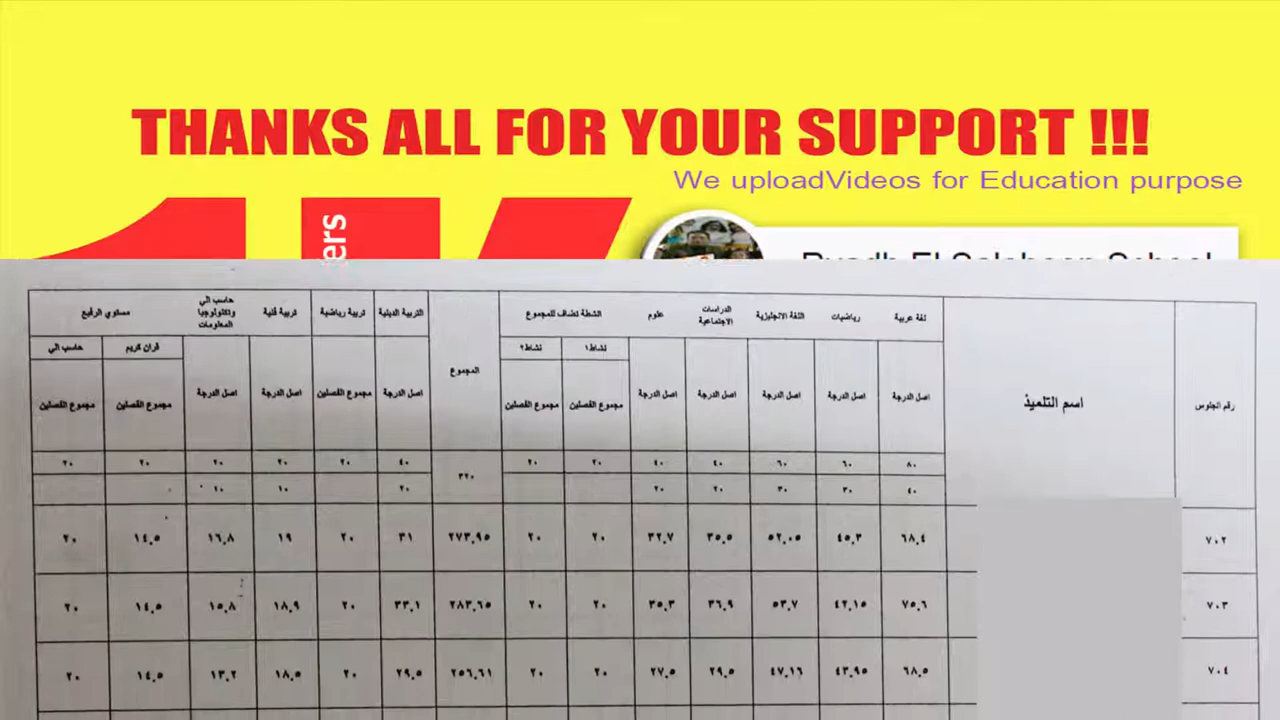 THANKS ALL FOR YOUR SUPPORT !!!
We uploadVideos for Education purpose
1K
ers
Ryadh El Saleheen School
رقم الجلوس
اسم التلميذ
لغة عربية رياضيات اللغة الانجليزية الدراسات الاجتماعية علوم انشطة تضاف للمجموع المجموع التربية الدينية تربية رياضية تربية فنية حاسب الي وتكنولوجيا المعلومات مستوي الرفيع
نشاط١ نشاط٢ قران كريم حاسب الي
اصل الدرجة اصل الدرجة اصل الدرجة اصل الدرجة اصل الدرجة مجموع الفصلين مجموع الفصلين اصل الدرجة مجموع الفصلين اصل الدرجة اصل الدرجة مجموع الفصلين مجموع الفصلين
٨٠ ٦٠ ٦٠ ٤٠ ٤٠ ٢٠ ٢٠ ٣٢٠ ٤٠ ٢٠ ٢٠ ٢٠ ٢٠ ٢٠
٤٠ ٣٠ ٣٠ ٢٠ ٢٠ ٢٠ ١٠ ١٠
٧٠٢ ٦٨,٤ ٤٥,٣ ٥٢,٠٥ ٣٥,٥ ٣٢,٧ ٢٠ ٢٠ ٢٧٣,٩٥ ٣١ ٢٠ ١٩ ١٦,٨ ١٤,٥ ٢٠
٧٠٣ ٧٥,٦ ٤٢,١٥ ٥٣,٧ ٣٦,٩ ٣٥,٣ ٢٠ ٢٠ ٢٨٣,٦٥ ٣٣,١ ٢٠ ١٨,٩ ١٥,٨ ١٤,٥ ٢٠
٧٠٤ ٦٨,٥ ٤٣,٩٥ ٤٧,١٦ ٢٩,٥ ٢٧,٥ ٢٠ ٢٠ ٢٥٦,٦١ ٢٩,٥ ٢٠ ١٨,٥ ١٣,٢ ١٤,٥ ٢٠